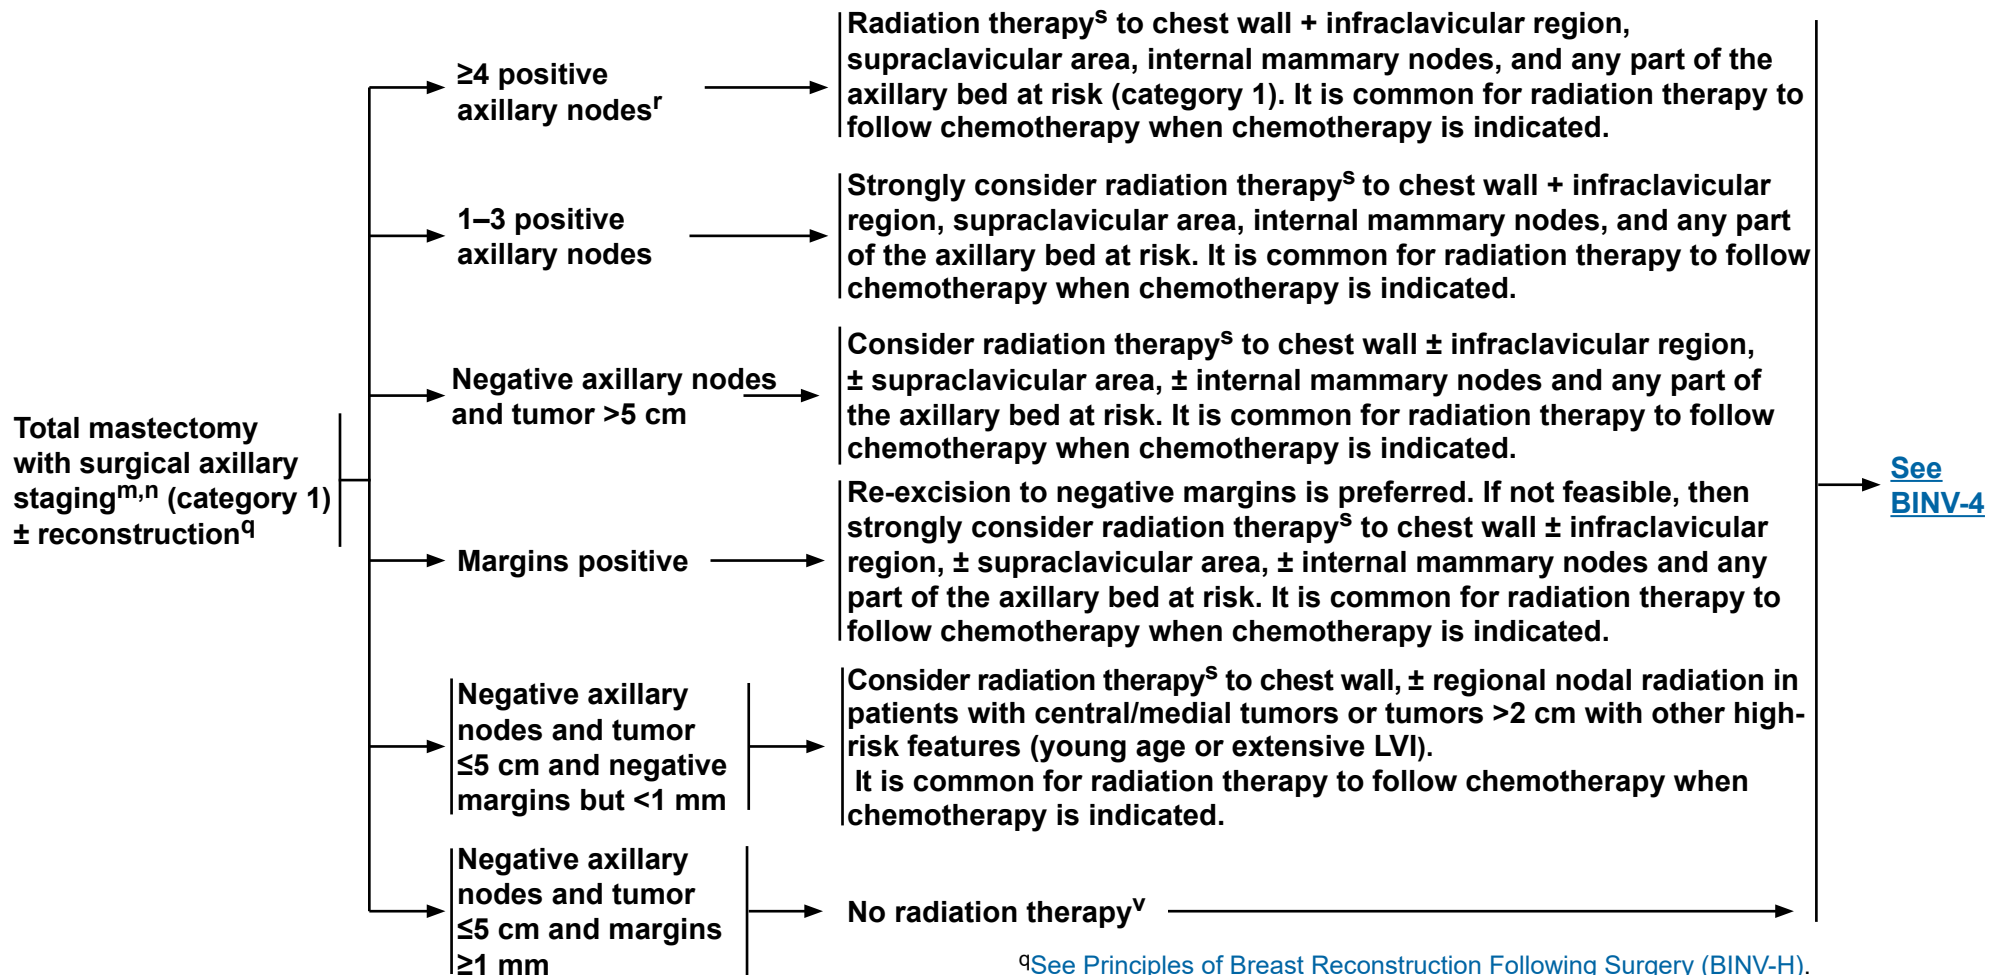 Total mastectomy
with surgical axillary
staging^m,n (category 1)
± reconstruction^q
≥4 positive
axillary nodes^r
Radiation therapy^s to chest wall + infraclavicular region,
supraclavicular area, internal mammary nodes, and any part of the
axillary bed at risk (category 1). It is common for radiation therapy to
follow chemotherapy when chemotherapy is indicated.
1–3 positive
axillary nodes
Strongly consider radiation therapy^s to chest wall + infraclavicular
region, supraclavicular area, internal mammary nodes, and any part
of the axillary bed at risk. It is common for radiation therapy to follow
chemotherapy when chemotherapy is indicated.
Negative axillary nodes
and tumor >5 cm
Consider radiation therapy^s to chest wall ± infraclavicular region,
± supraclavicular area, ± internal mammary nodes and any part of
the axillary bed at risk. It is common for radiation therapy to follow
chemotherapy when chemotherapy is indicated.
Margins positive
Re-excision to negative margins is preferred. If not feasible, then
strongly consider radiation therapy^s to chest wall ± infraclavicular
region, ± supraclavicular area, ± internal mammary nodes and any
part of the axillary bed at risk. It is common for radiation therapy to
follow chemotherapy when chemotherapy is indicated.
Negative axillary
nodes and tumor
≤5 cm and negative
margins but <1 mm
Consider radiation therapy^s to chest wall, ± regional nodal radiation in
patients with central/medial tumors or tumors >2 cm with other high-
risk features (young age or extensive LVI).
It is common for radiation therapy to follow chemotherapy when
chemotherapy is indicated.
Negative axillary
nodes and tumor
≤5 cm and margins
≥1 mm
No radiation therapy^v
See
BINV-4
^qSee Principles of Breast Reconstruction Following Surgery (BINV-H).